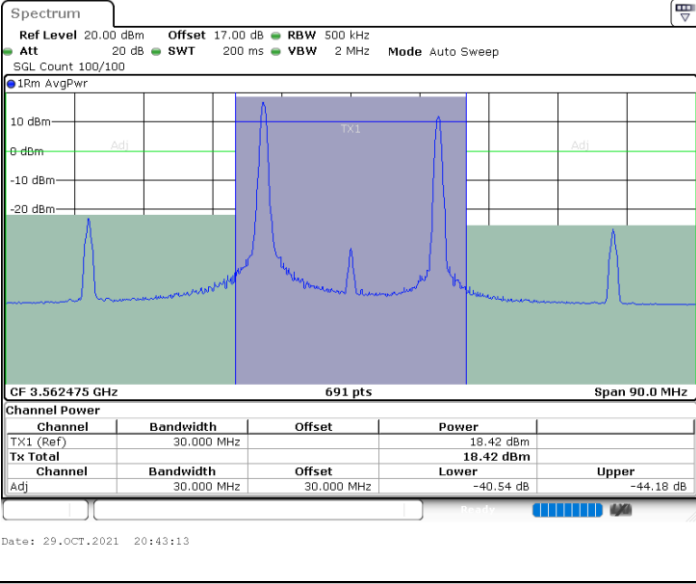 Spectrum
Ref Level 20.00 dBm Offset 17.00 dB RBW 500 kHz
Att 20 dB SWT 200 ms VBW 2 MHz Mode Auto Sweep
SGL Count 100/100
1Rm AvgPwr
10 dBm
TX1
Adj
Adj
0 dBm
-10 dBm
-20 dBm
CF 3.562475 GHz 691 pts Span 90.0 MHz
Channel Power
Channel Bandwidth Offset Power
TX1 (Ref) 30.000 MHz 18.42 dBm
Tx Total 18.42 dBm
Channel Bandwidth Offset Lower Upper
Adj 30.000 MHz 30.000 MHz -40.54 dB -44.18 dB
Ready
Date: 29.OCT.2021 20:43:13